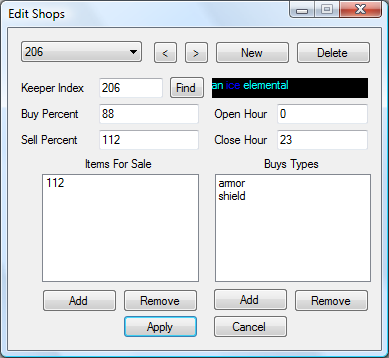 Edit Shops
206 < > New Delete
Keeper Index 206 Find an ice elemental
Buy Percent 88 Open Hour 0
Sell Percent 112 Close Hour 23
Items For Sale Buys Types
112 armor
shield
Add Remove Add Remove
Apply Cancel